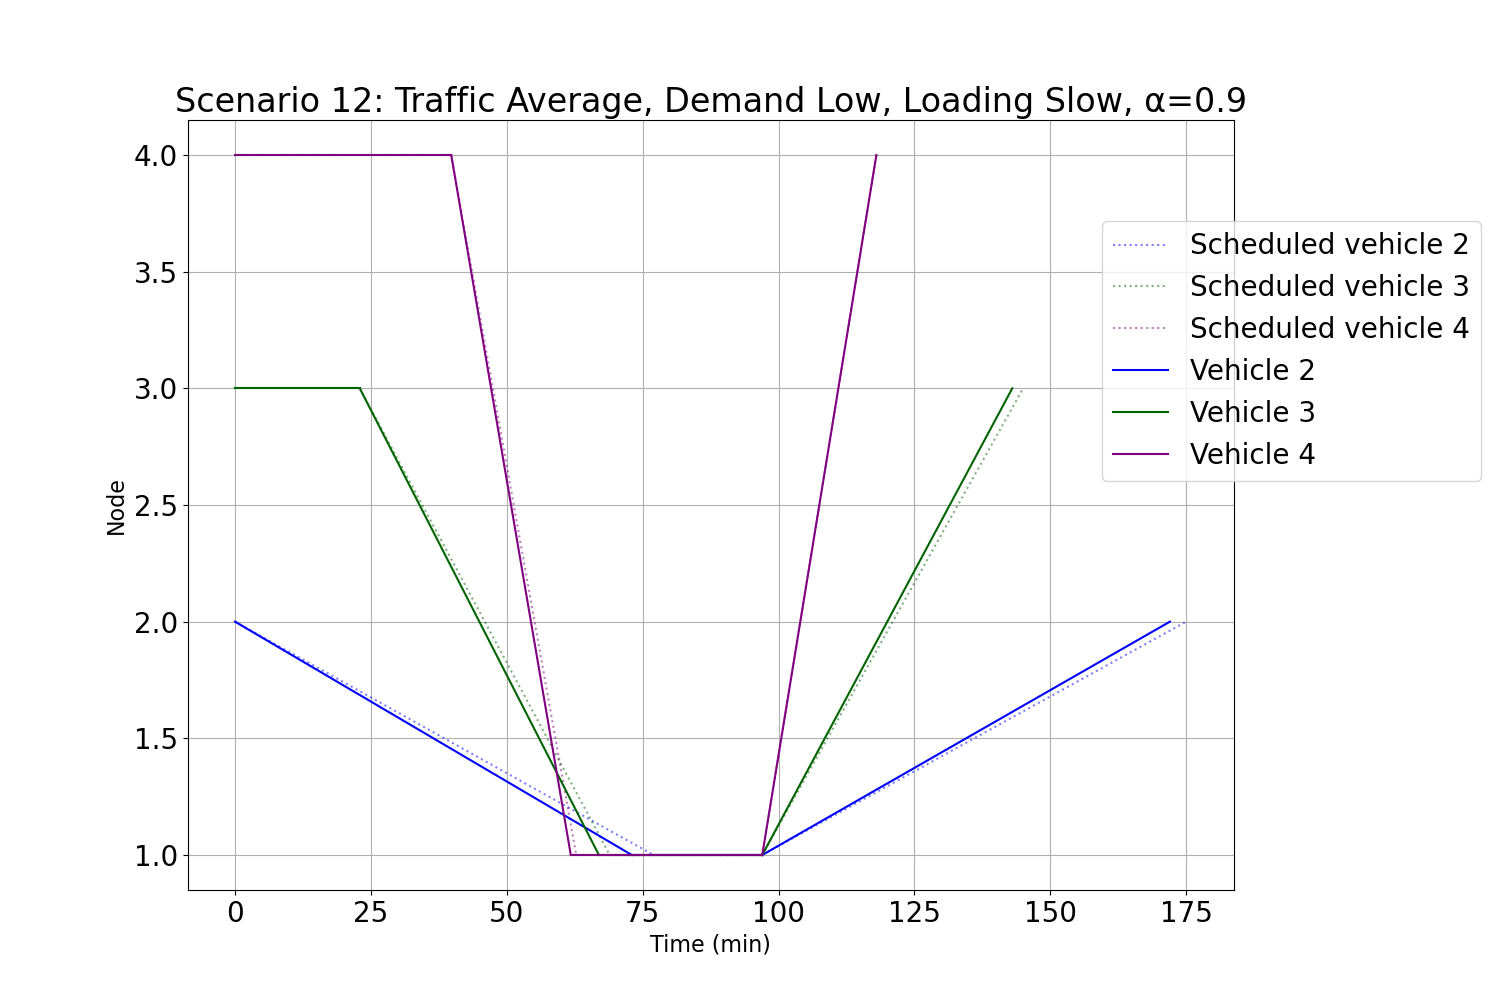 Scenario 12: Traffic Average, Demand Low, Loading Slow, α=0.9
4.0
3.5
3.0
2.5
2.0
1.5
1.0
Node
0 25 50 75 100 125 150 175
Time (min)
Scheduled vehicle 2
Scheduled vehicle 3
Scheduled vehicle 4
Vehicle 2
Vehicle 3
Vehicle 4